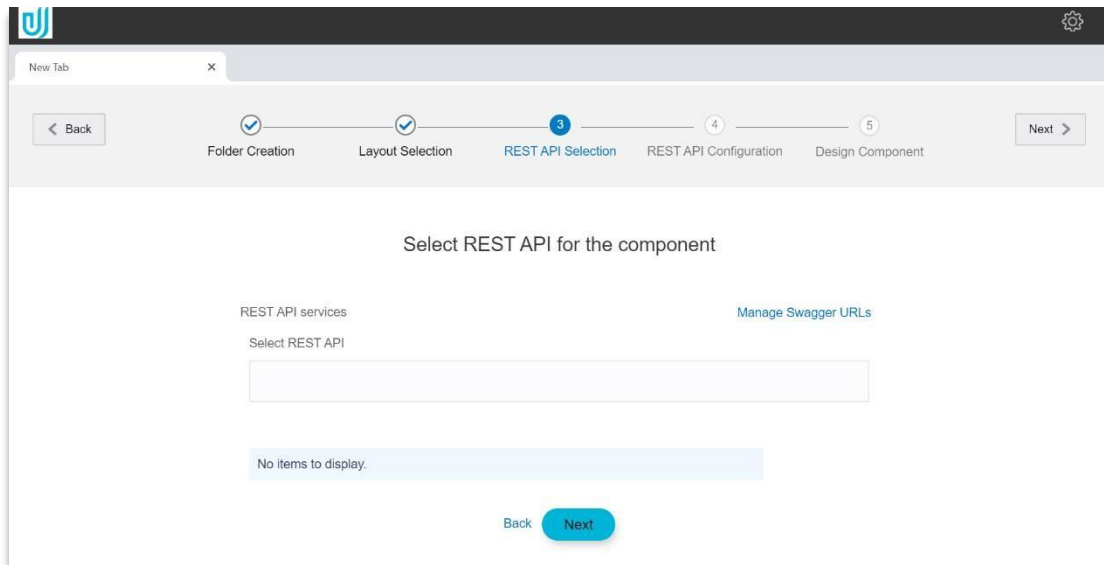 New Tab
Back
3
4
5
Next
Folder Creation
Layout Selection
REST API Selection
REST API Configuration
Design Component
Select REST API for the component
REST API services
Manage Swagger URLs
Select REST API
No items to display.
Back
Next